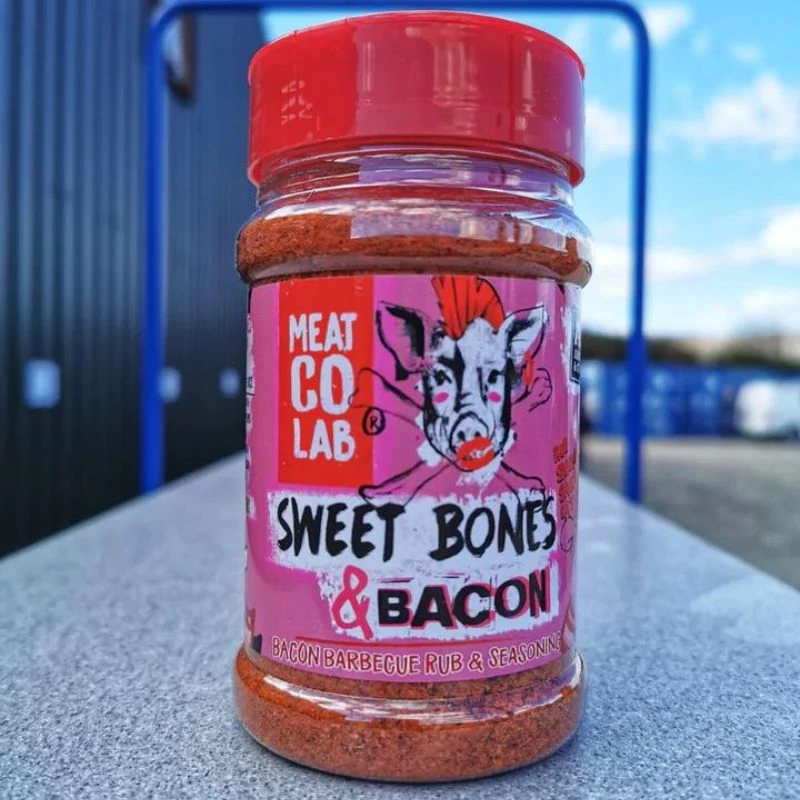 MEAT
CO
LAB
®
SWEET BONES
& BACON
BACON BARBECUE RUB & SEASONING